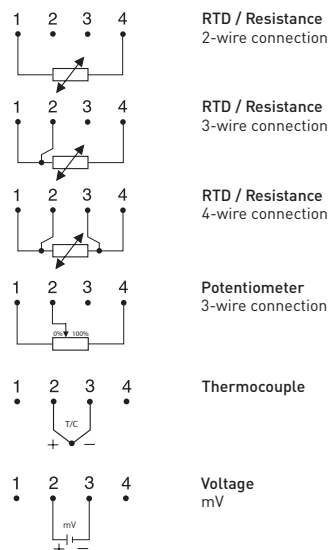 1 2 3 4
RTD / Resistance
2-wire connection
1 2 3 4
RTD / Resistance
3-wire connection
1 2 3 4
RTD / Resistance
4-wire connection
1 2 3 4
Potentiometer
3-wire connection
0% 100%
1 2 3 4
Thermocouple
T/C
+ −
1 2 3 4
Voltage
mV
mV
+ −